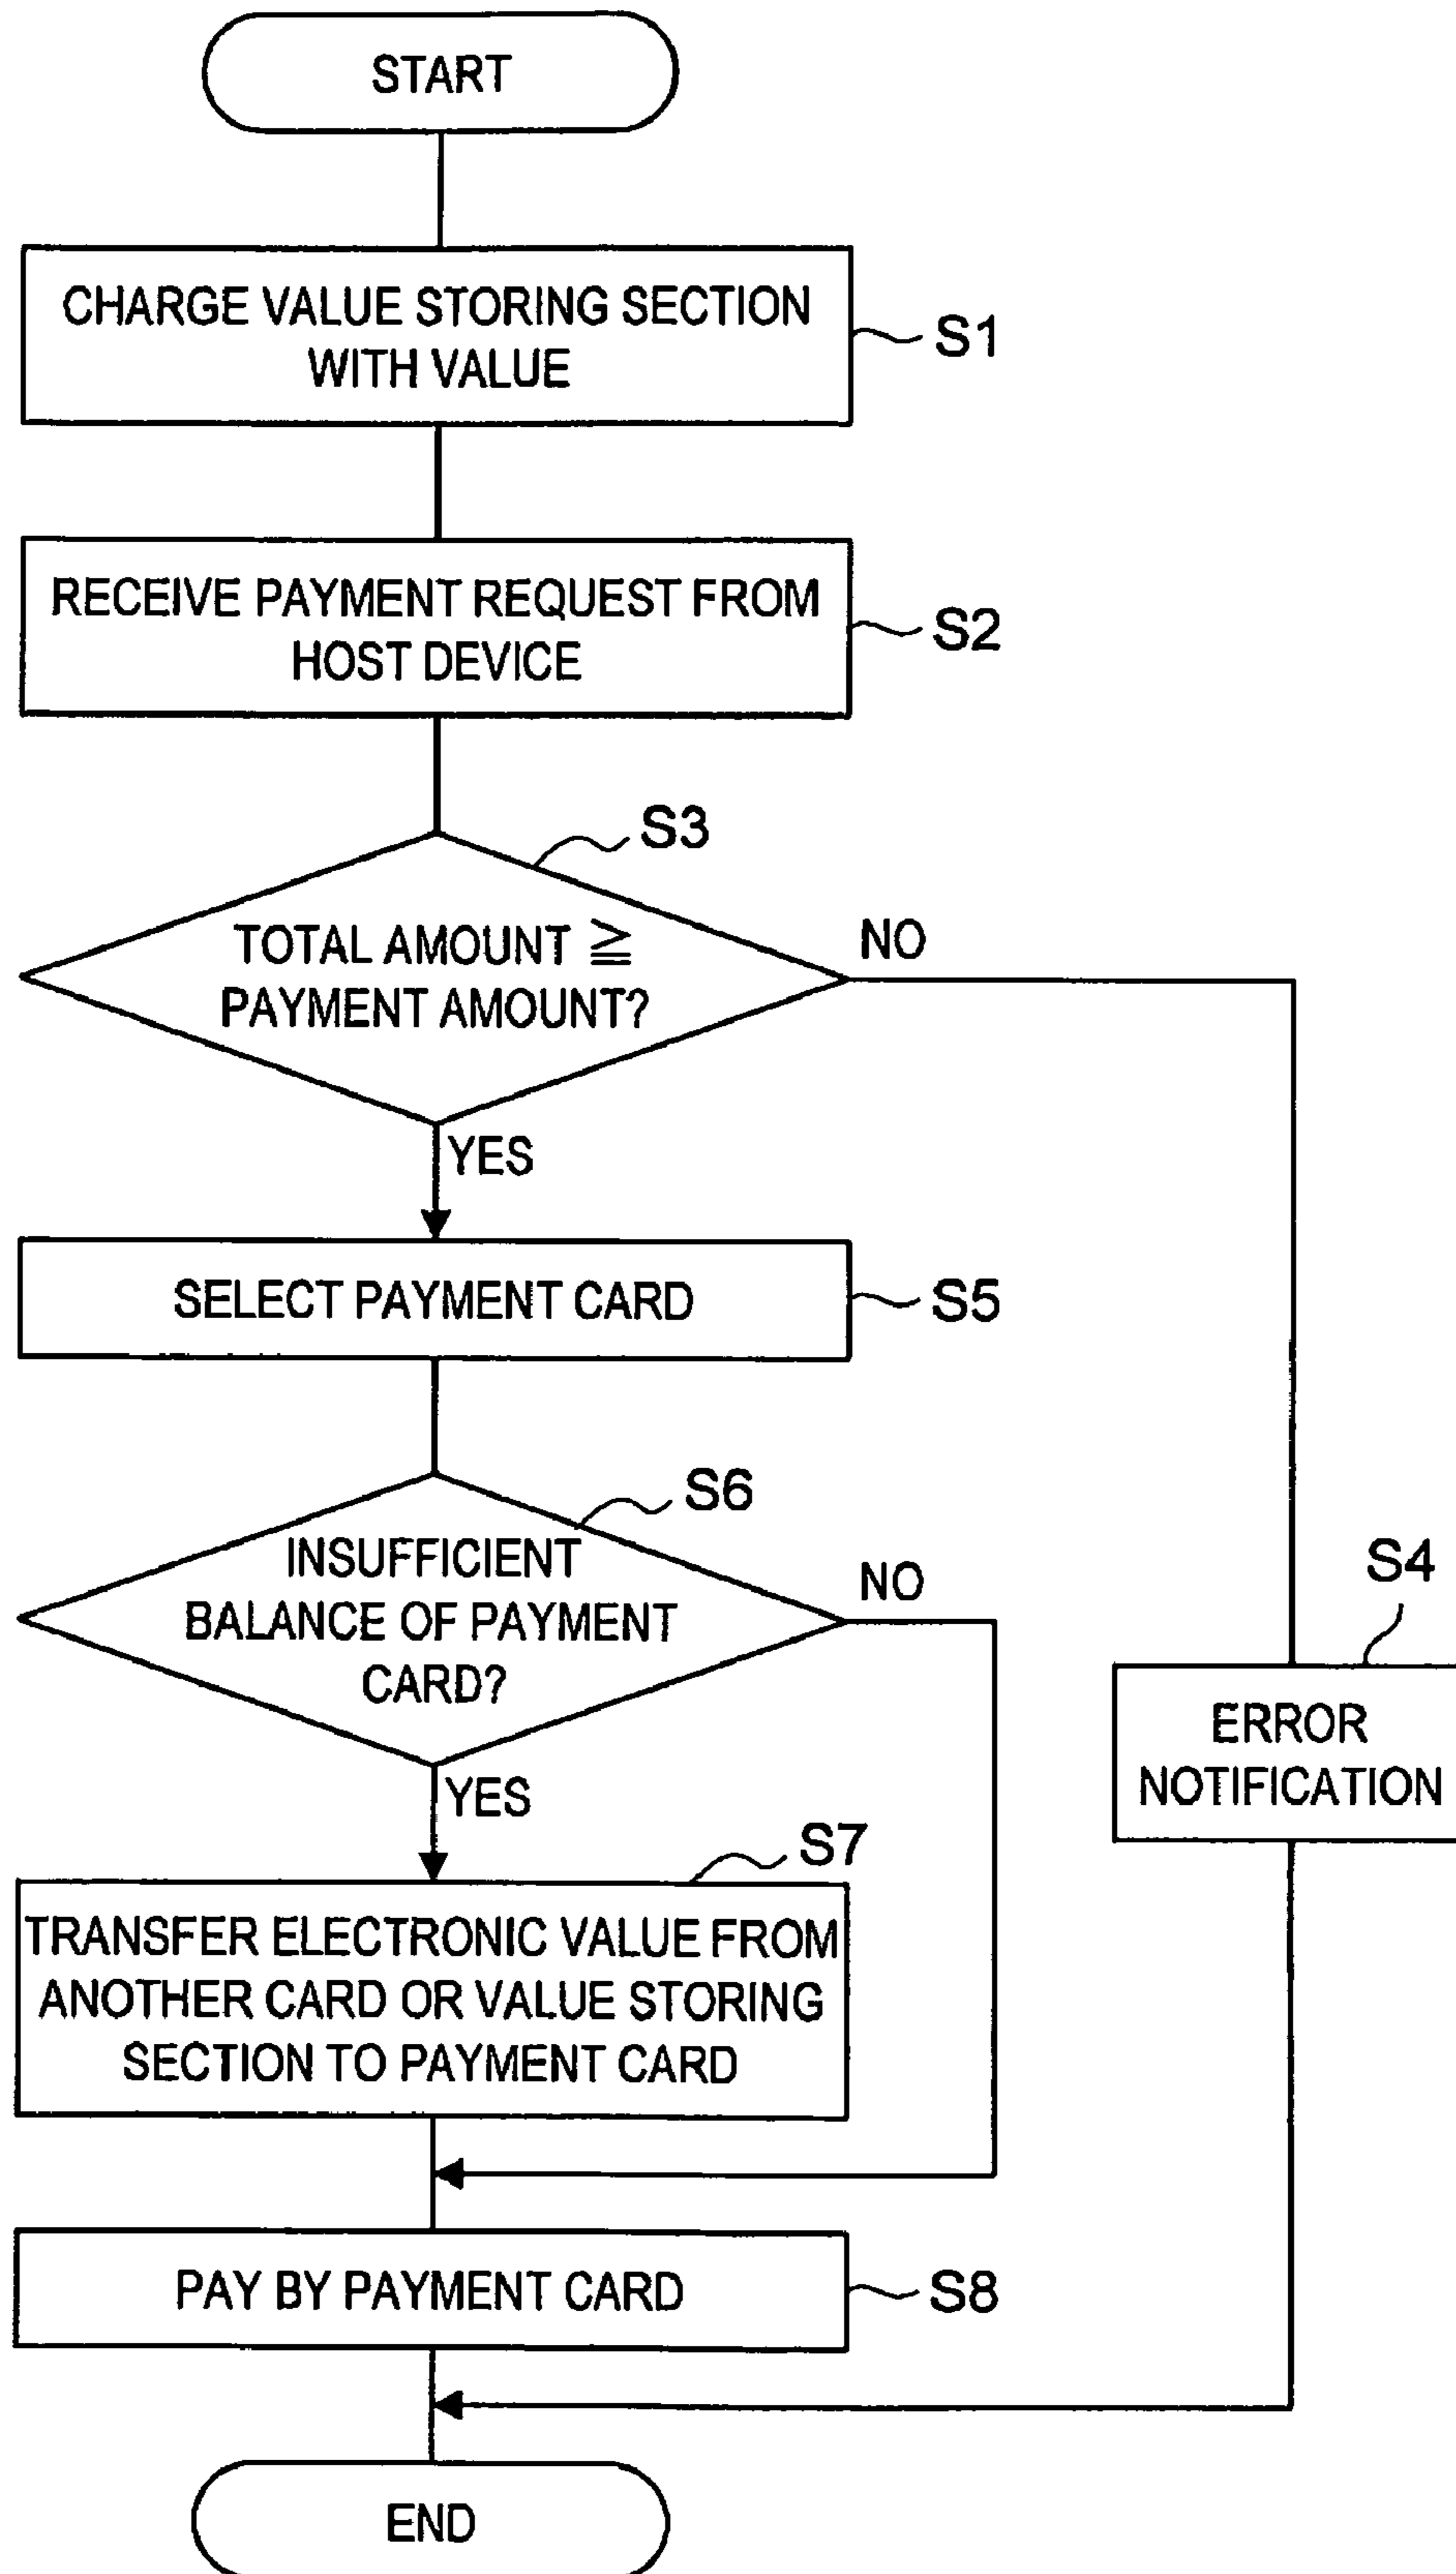 START
CHARGE VALUE STORING SECTION
WITH VALUE
S1
RECEIVE PAYMENT REQUEST FROM
HOST DEVICE
S2
S3
TOTAL AMOUNT ≧
PAYMENT AMOUNT?
NO
YES
SELECT PAYMENT CARD
S5
S6
INSUFFICIENT
BALANCE OF PAYMENT
CARD?
NO
YES
S4
ERROR
NOTIFICATION
S7
TRANSFER ELECTRONIC VALUE FROM
ANOTHER CARD OR VALUE STORING
SECTION TO PAYMENT CARD
PAY BY PAYMENT CARD
S8
END